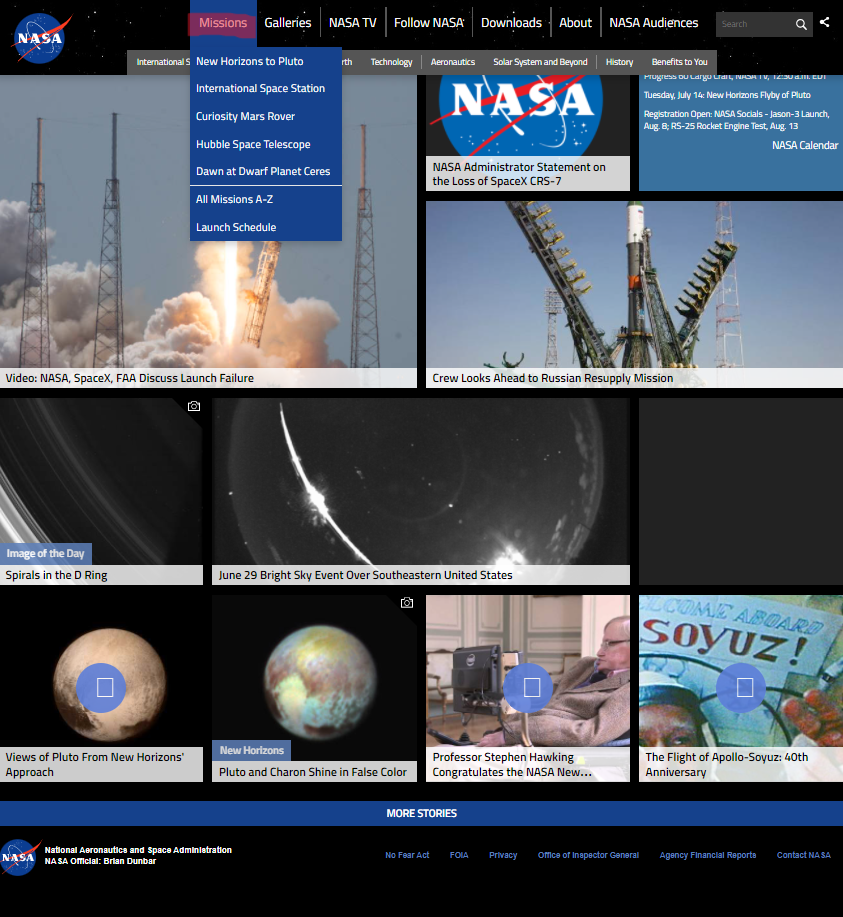 NASA
Missions
Galleries
NASA TV
Follow NASA
Downloads
About
NASA Audiences
Search
International S
rth
Technology
Aeronautics
Solar System and Beyond
History
Benefits to You
New Horizons to Pluto
International Space Station
Curiosity Mars Rover
Hubble Space Telescope
Dawn at Dwarf Planet Ceres
All Missions A-Z
Launch Schedule
NASA
NASA Administrator Statement on
the Loss of SpaceX CRS-7
Progress 60 Cargo Craft, NASA TV, 12:30 a.m. EDT
Tuesday, July 14: New Horizons Flyby of Pluto
Registration Open: NASA Socials - Jason-3 Launch,
Aug. 8; RS-25 Rocket Engine Test, Aug. 13
NASA Calendar
Video: NASA, SpaceX, FAA Discuss Launch Failure
Crew Looks Ahead to Russian Resupply Mission
Image of the Day
Spirals in the D Ring
June 29 Bright Sky Event Over Southeastern United States
Views of Pluto From New Horizons'
Approach
New Horizons
Pluto and Charon Shine in False Color
Professor Stephen Hawking
Congratulates the NASA New...
WELCOME ABOARD
SOYUZ!
The Flight of Apollo-Soyuz: 40th
Anniversary
MORE STORIES
NASA
National Aeronautics and Space Administration
NASA Official: Brian Dunbar
No Fear Act
FOIA
Privacy
Office of Inspector General
Agency Financial Reports
Contact NASA